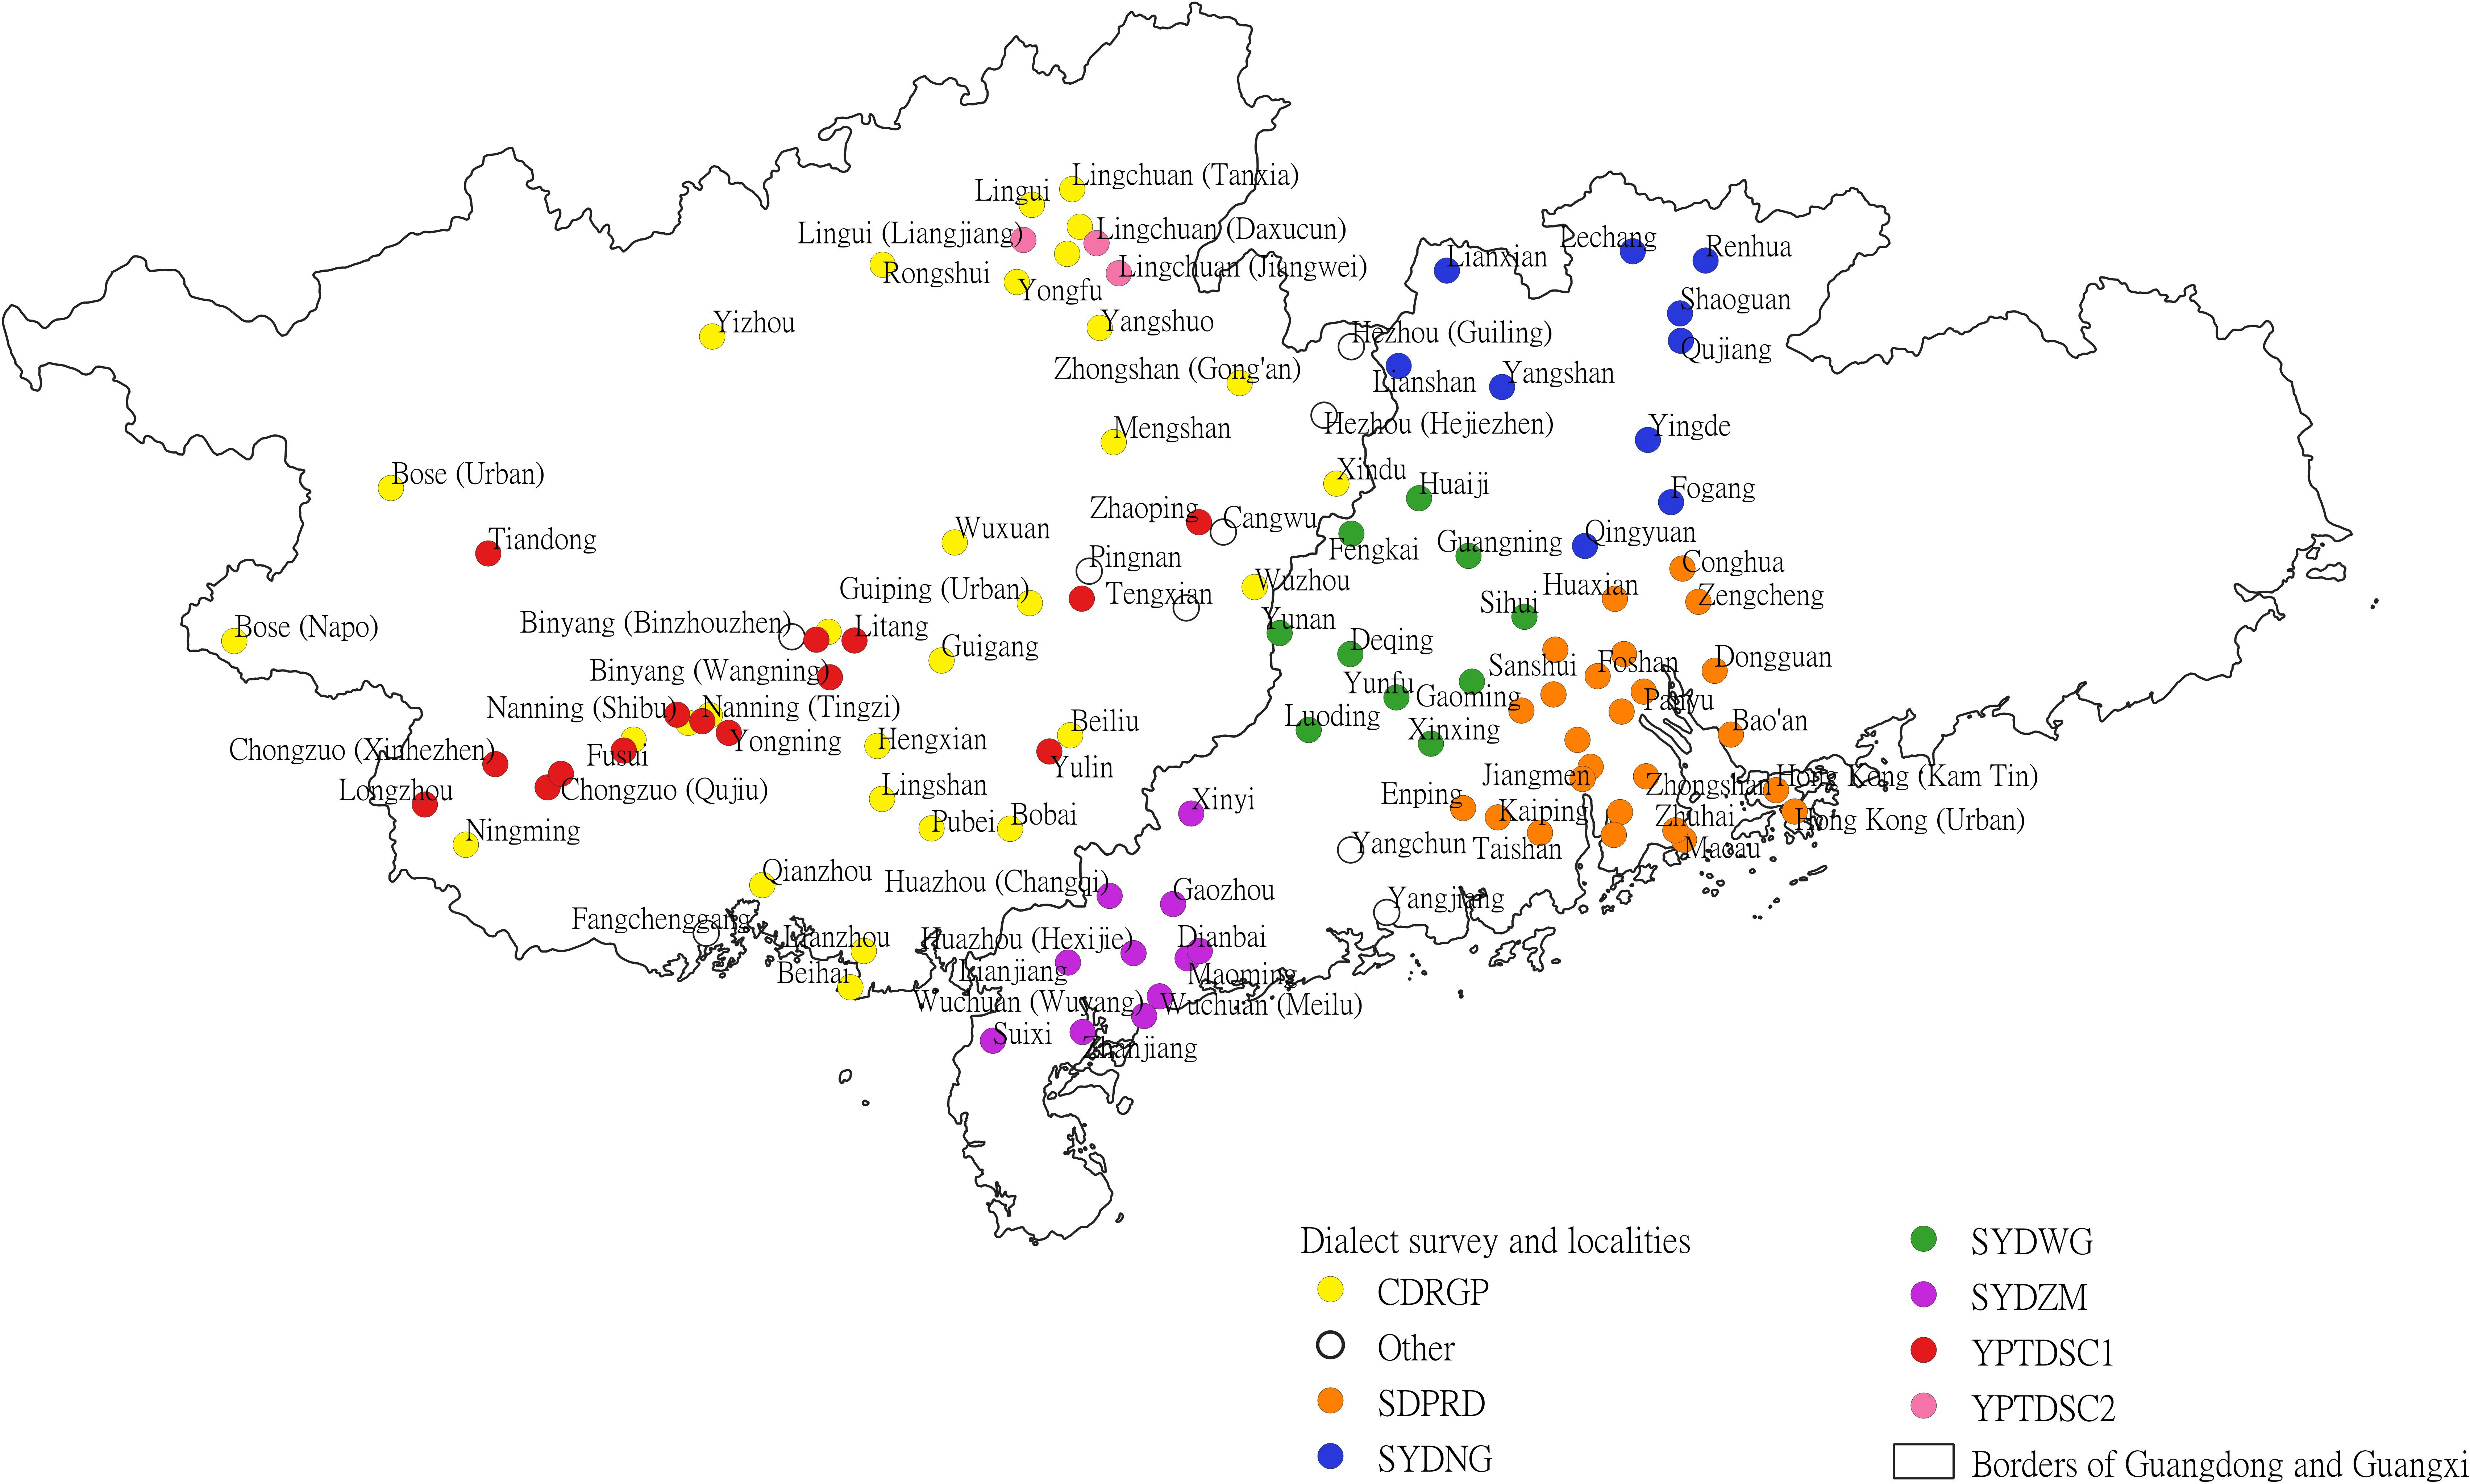 Lingchuan (Tanxia)
Lingui
Lingui (Liangjiang)
Lingchuan (Daxucun)
Lechang
Renhua
Lianxian
Rongshui
Lingchuan (Jiangwei)
Yongfu
Shaoguan
Yizhou
Yangshuo
Hezhou (Guiling)
Qujiang
Zhongshan (Gong'an)
Lianshan
Yangshan
Mengshan
Hezhou (Hejiezhen)
Yingde
Bose (Urban)
Xindu
Huaiji
Fogang
Zhaoping
Cangwu
Wuxuan
Tiandong
Qingyuan
Fengkai
Guangning
Pingnan
Conghua
Guiping (Urban)
Tengxian
Wuzhou
Huaxian
Zengcheng
Sihui
Binyang (Binzhouzhen)
Litang
Yunan
Bose (Napo)
Guigang
Deqing
Binyang (Wangning)
Sanshui
Foshan
Dongguan
Yunfu
Gaoming
Panyu
Nanning (Shibu)
Nanning (Tingzi)
Luoding
Beiliu
Bao'an
Xinxing
Yongning
Hengxian
Chongzuo (Xinhezhen)
Fusui
Yulin
Jiangmen
Zhongshan
Hong Kong (Kam Tin)
Longzhou
Chongzuo (Qujiu)
Lingshan
Enping
Xinyi
Kaiping
Zhuhai
Hong Kong (Urban)
Pubei
Bobai
Ningming
Yangchun
Taishan
Macau
Qianzhou
Huazhou (Changqi)
Gaozhou
Yangjiang
Fangchenggang
Lianzhou
Huazhou (Hexijie)
Dianbai
Beihai
Lianjiang
Maoming
Wuchuan (Wuyang)
Wuchuan (Meilu)
Suixi
Zhanjiang
Dialect survey and localities
CDRGP
Other
SDPRD
SYDNG
SYDWG
SYDZM
YPTDSC1
YPTDSC2
Borders of Guangdong and Guangxi